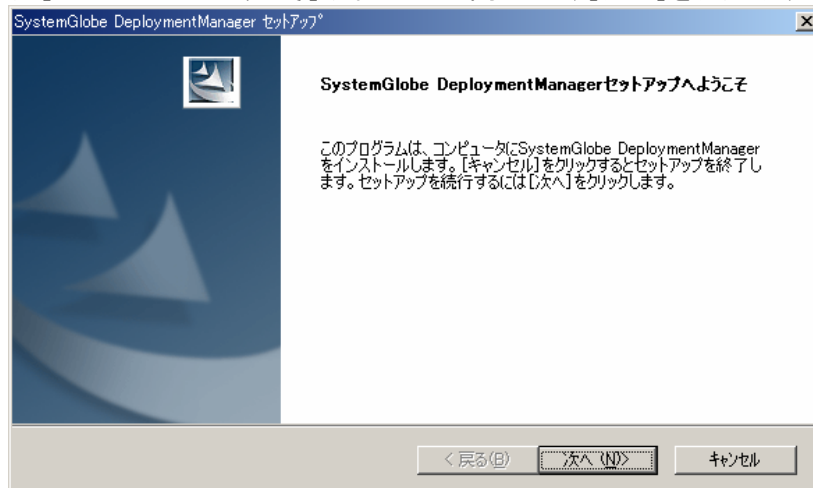 SystemGlobe DeploymentManager セットアップ
SystemGlobe DeploymentManagerセットアップへようこそ
このプログラムは、コンピュータにSystemGlobe DeploymentManager
をインストールします。[キャンセル]をクリックするとセットアップを終了し
ます。セットアップを続行するには[次へ]をクリックします。
< 戻る(B) 次へ (N)> キャンセル